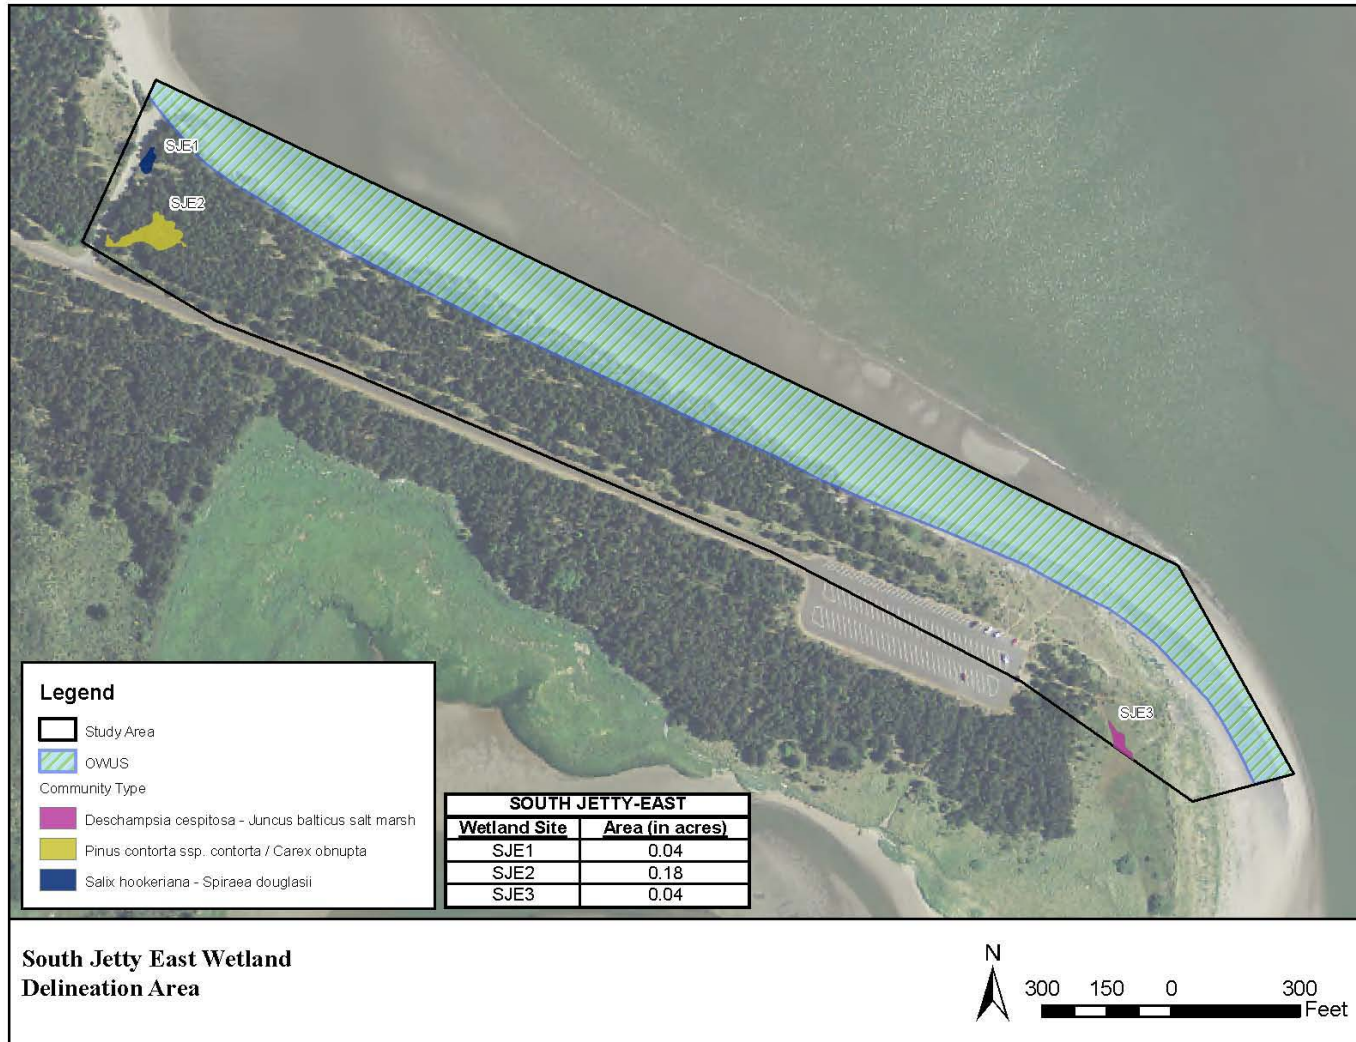 SJE1
SJE2
SJE3
Legend
Study Area
OWUS
Community Type
Deschampsia cespitosa - Juncus balticus salt marsh
Pinus contorta ssp. contorta / Carex obnupta
Salix hookeriana - Spiraea douglasii
SOUTH JETTY-EAST
Wetland Site Area (in acres)
SJE1 0.04
SJE2 0.18
SJE3 0.04
South Jetty East Wetland
Delineation Area
N
300 150 0 300
Feet